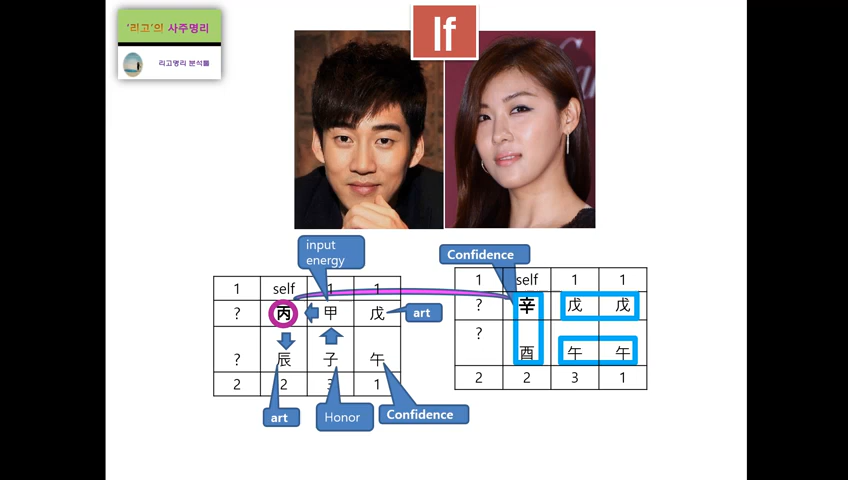 '리고'의 사주명리
리고명리 분석틀
If
input
energy
Confidence
1 self 1 1
? 丙 甲 戊
art
? 辰 子 午
2 2 3 1
art
Honor
Confidence
1 self 1 1
? 辛 戊 戊
?
酉 午 午
2 2 3 1